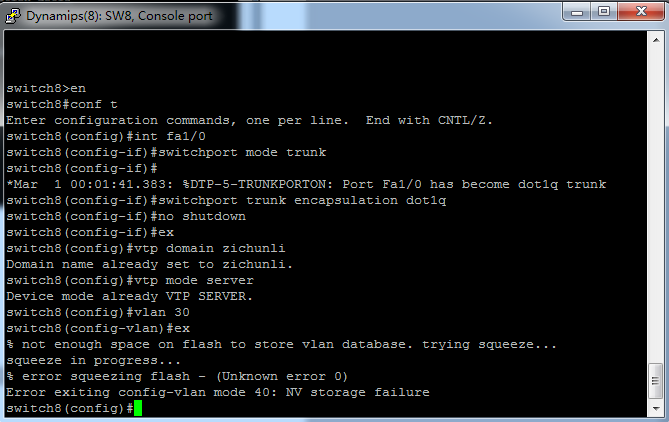 Dynamips(8): SW8, Console port
switch8>en
switch8#conf t
Enter configuration commands, one per line.  End with CNTL/Z.
switch8(config)#int fa1/0
switch8(config-if)#switchport mode trunk
switch8(config-if)#
*Mar  1 00:01:41.383: %DTP-5-TRUNKPORTON: Port Fa1/0 has become dot1q trunk
switch8(config-if)#switchport trunk encapsulation dot1q
switch8(config-if)#no shutdown
switch8(config-if)#ex
switch8(config)#vtp domain zichunli
Domain name already set to zichunli.
switch8(config)#vtp mode server
Device mode already VTP SERVER.
switch8(config)#vlan 30
switch8(config-vlan)#ex
% not enough space on flash to store vlan database. trying squeeze...
squeeze in progress...
% error squeezing flash - (Unknown error 0)
Error exiting config-vlan mode 40: NV storage failure
switch8(config)#